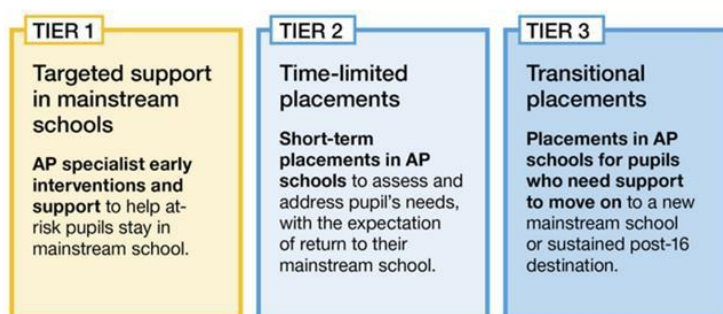 TIER 1
Targeted support
in mainstream
schools
AP specialist early
interventions and
support to help at-
risk pupils stay in
mainstream school.
TIER 2
Time-limited
placements
Short-term
placements in AP
schools to assess and
address pupil's needs,
with the expectation
of return to their
mainstream school.
TIER 3
Transitional
placements
Placements in AP
schools for pupils
who need support
to move on to a new
mainstream school
or sustained post-16
destination.